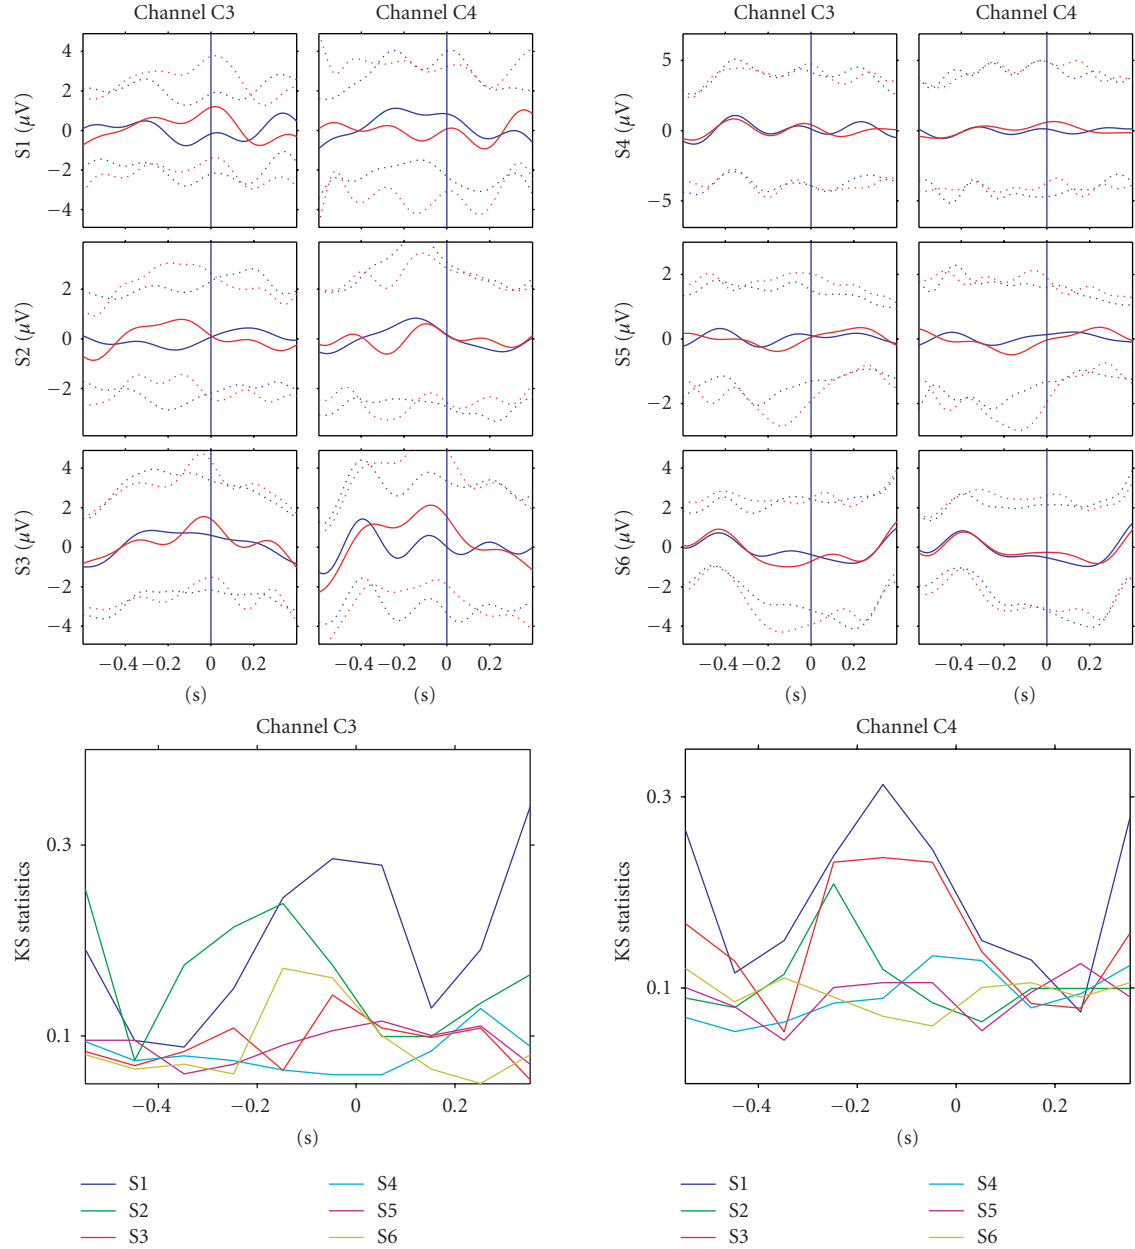 Channel C3
Channel C4
Channel C3
Channel C4
S1 (μV)
4
2
0
−2
−4
S4 (μV)
5
0
−5
S2 (μV)
2
0
−2
S5 (μV)
2
0
−2
S3 (μV)
4
2
0
−2
−4
S6 (μV)
4
2
0
−2
−4
−0.4 −0.2 0 0.2
−0.4 −0.2 0 0.2
−0.4 −0.2 0 0.2
−0.4 −0.2 0 0.2
(s)
(s)
(s)
(s)
Channel C3
KS statistics
0.3
0.1
−0.4 −0.2 0 0.2
(s)
Channel C4
KS statistics
0.3
0.1
−0.4 −0.2 0 0.2
(s)
S1
S2
S3
S4
S5
S6
S1
S2
S3
S4
S5
S6